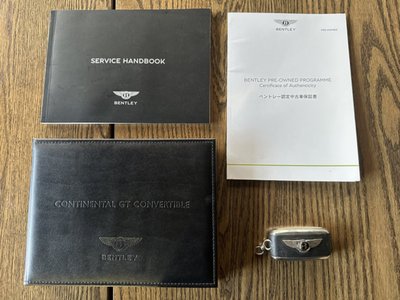 SERVICE HANDBOOK
BENTLEY
BENTLEY
BENTLEY PRE-OWNED PROGRAMME
Certificate of Authenticity
ベントレー認定中古車保証書
CONTINENTAL GT CONVERTIBLE
BENTLEY